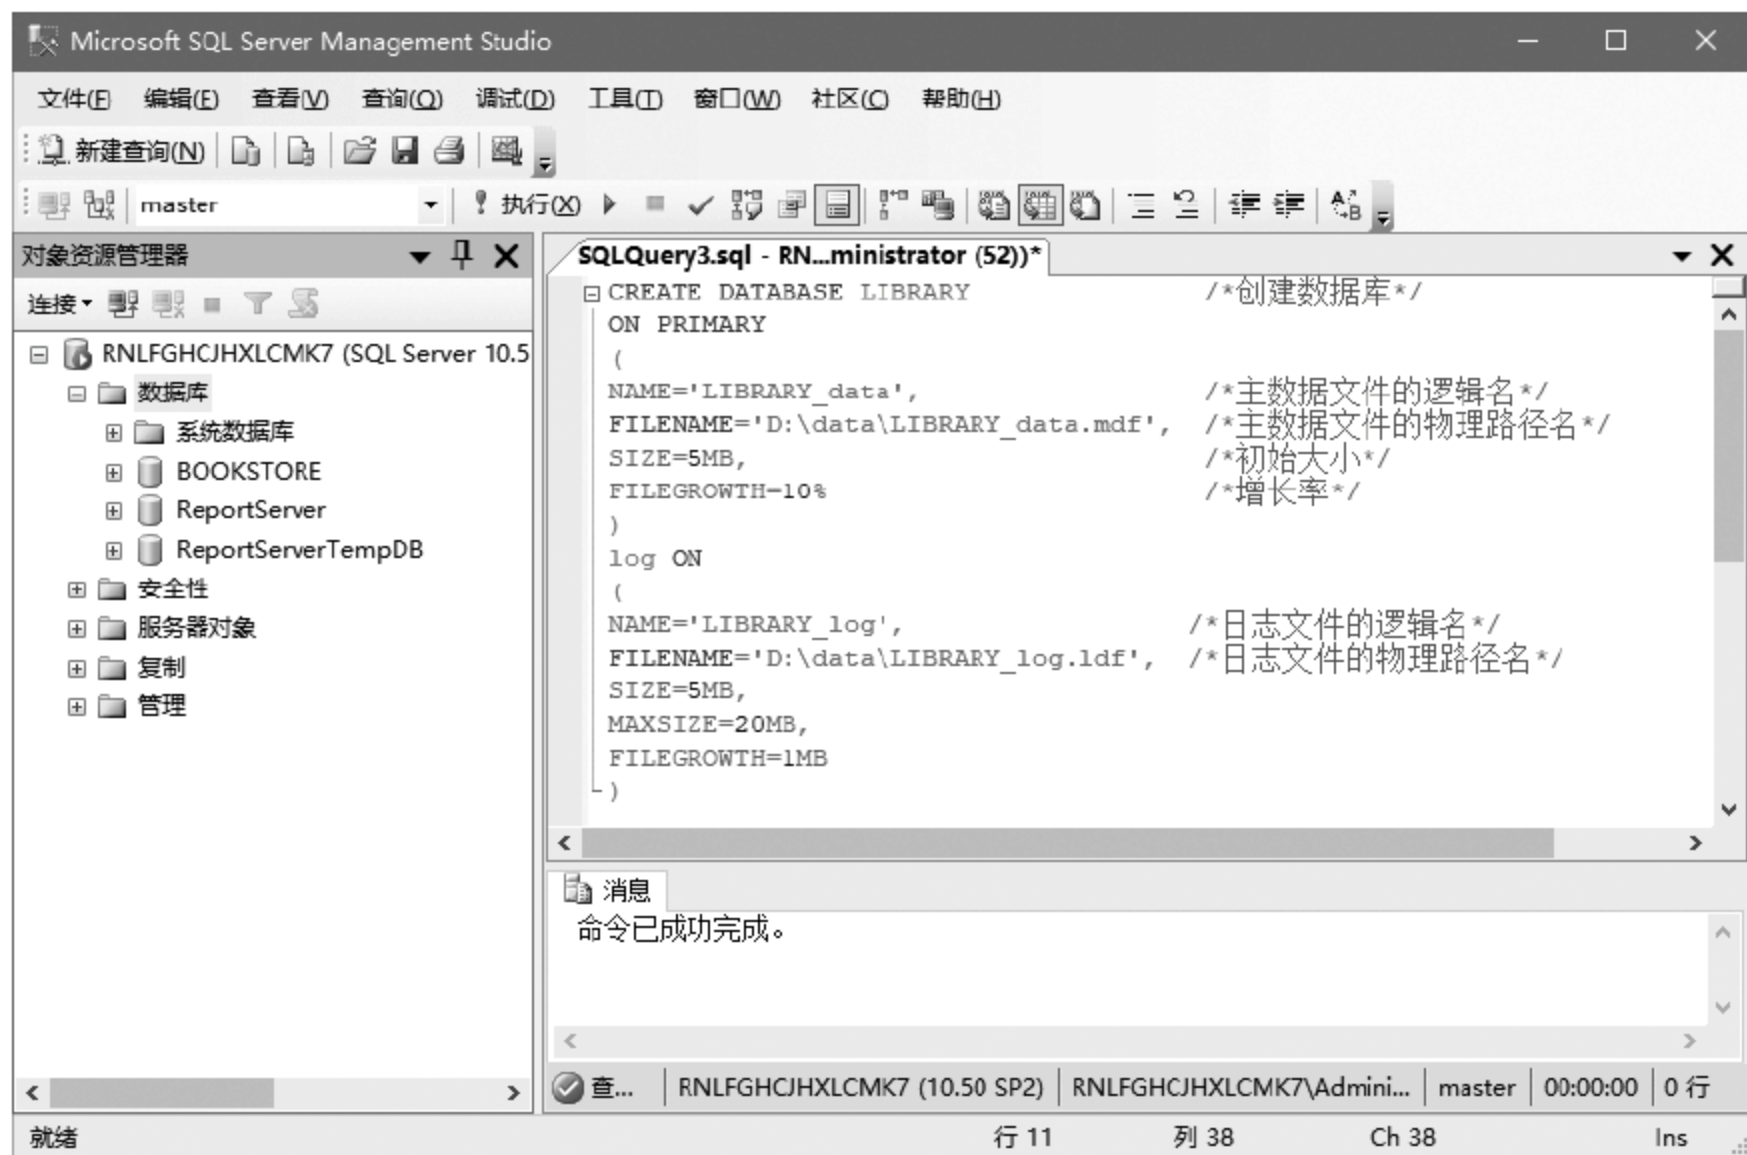 Microsoft SQL Server Management Studio
文件(F) 编辑(E) 查看(V) 查询(Q) 调试(D) 工具(T) 窗口(W) 社区(C) 帮助(H)
新建查询(N)
master 执行(X)
对象资源管理器
连接
RNLFGHCJHXLCMK7 (SQL Server 10.5
数据库
系统数据库
BOOKSTORE
ReportServer
ReportServerTempDB
安全性
服务器对象
复制
管理
SQLQuery3.sql - RN...ministrator (52))*
CREATE DATABASE LIBRARY /*创建数据库*/
ON PRIMARY
(
NAME='LIBRARY_data', /*主数据文件的逻辑名*/
FILENAME='D:\data\LIBRARY_data.mdf', /*主数据文件的物理路径名*/
SIZE=5MB, /*初始大小*/
FILEGROWTH=10% /*增长率*/
)
log ON
(
NAME='LIBRARY_log', /*日志文件的逻辑名*/
FILENAME='D:\data\LIBRARY_log.ldf', /*日志文件的物理路径名*/
SIZE=5MB,
MAXSIZE=20MB,
FILEGROWTH=1MB
)
消息
命令已成功完成。
查... RNLFGHCJHXLCMK7 (10.50 SP2) RNLFGHCJHXLCMK7\Admini... master 00:00:00 0 行
就绪 行 11 列 38 Ch 38 Ins